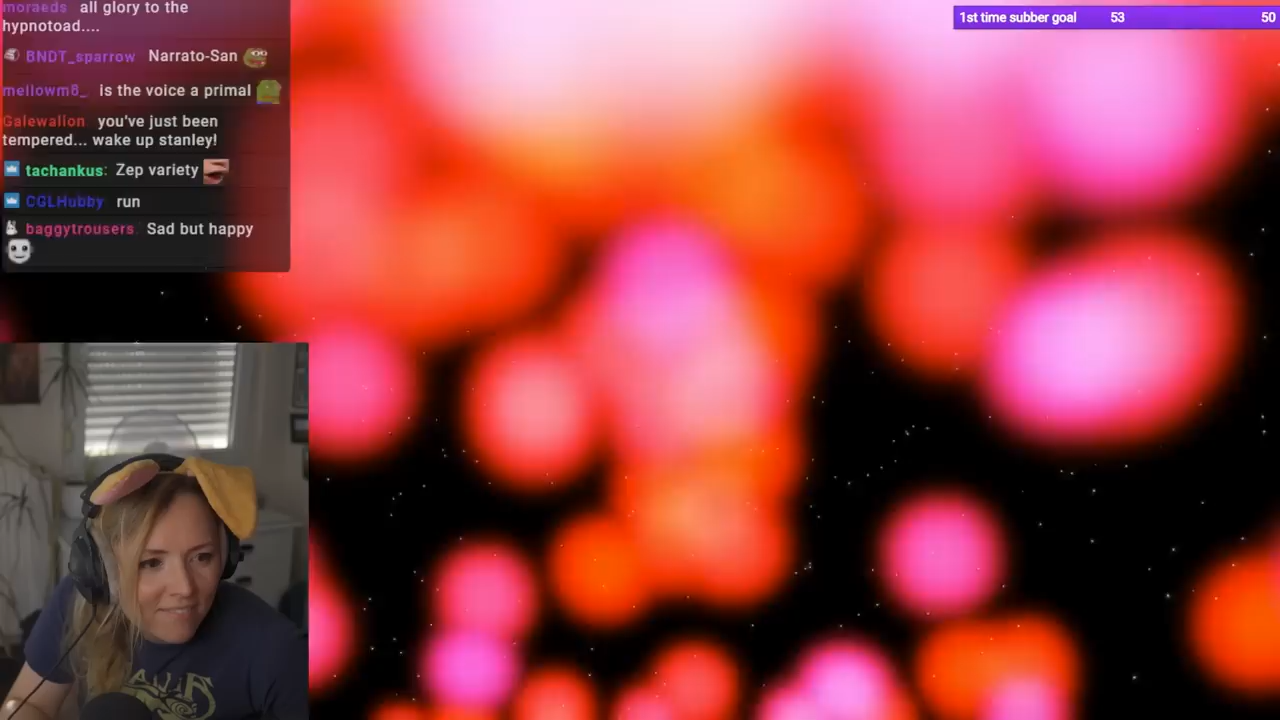 moraeds all glory to the
hypnotoad....
BNDT_sparrow Narrato-San
mellowm8_ is the voice a primal
Galewallon you've just been
tempered... wake up stanley!
tachankus: Zep variety
CGLHubby run
baggytrousers Sad but happy
1st time subber goal 53 50